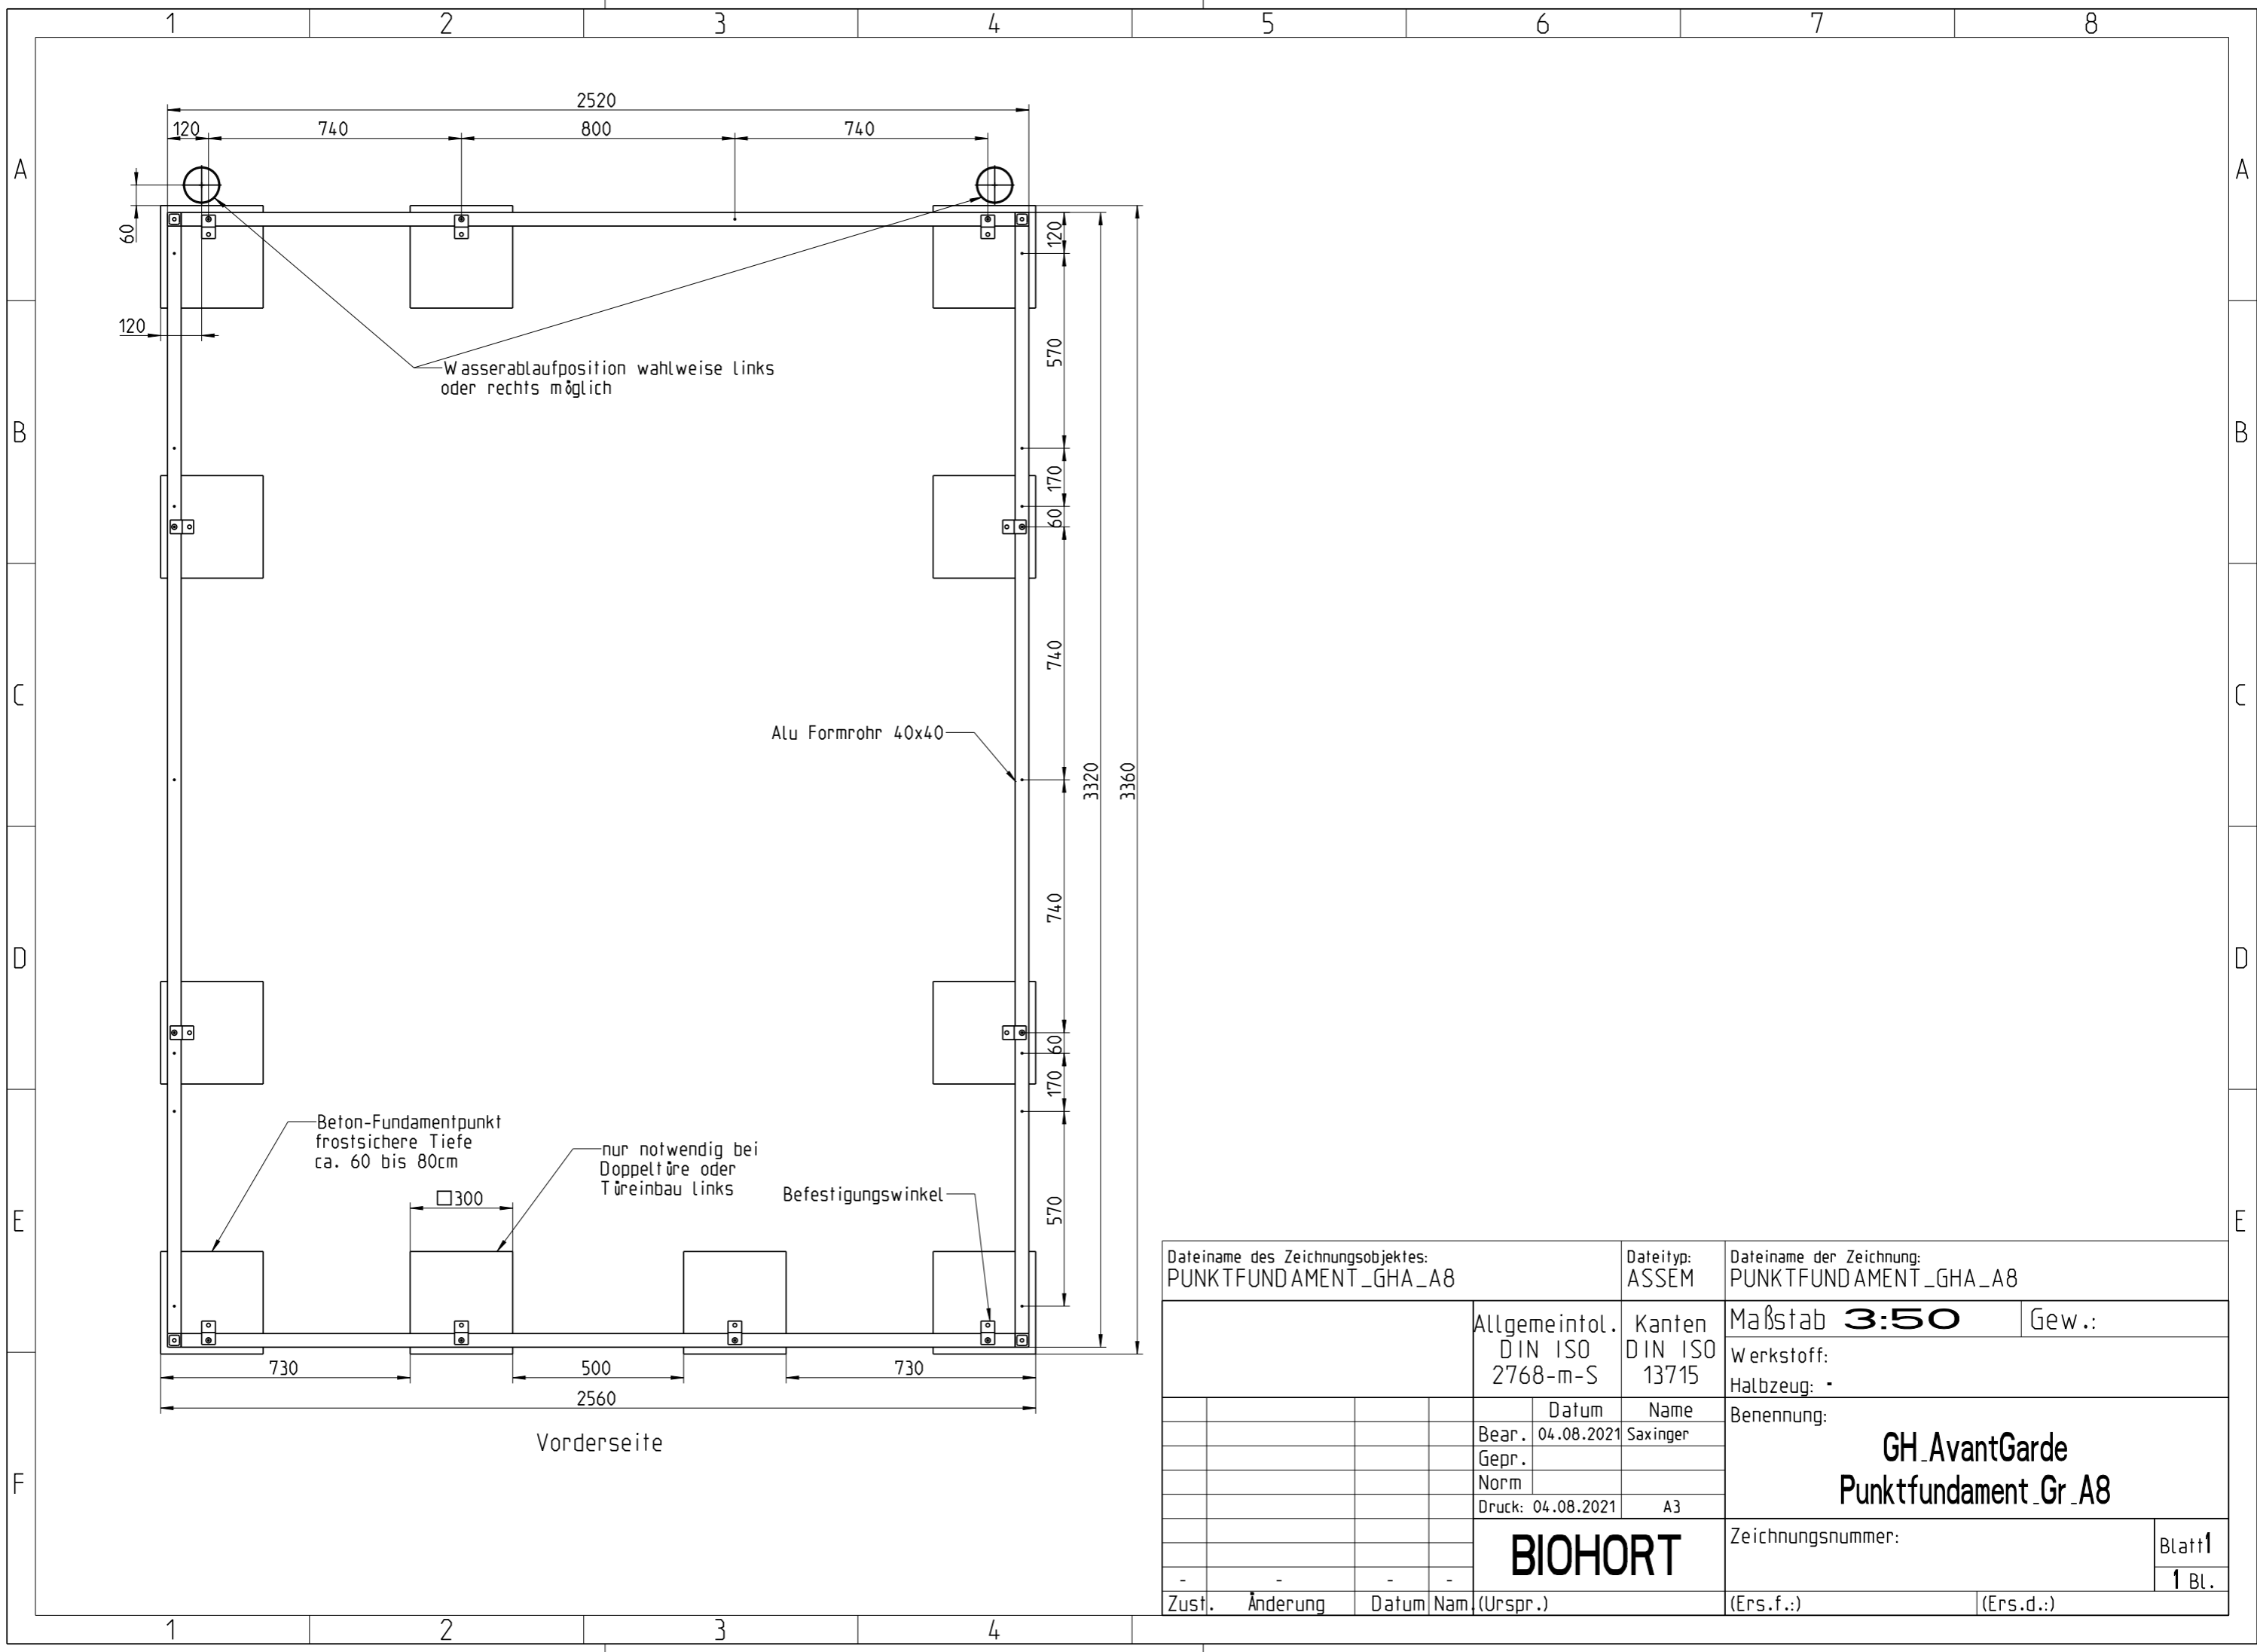 1 2 3 4 5 6 7 8
2520
120 740 800 740
A A
60
120
120
Wasserablaufposition wahlweise links
oder rechts möglich
570
B B
170
60
740
C C
Alu Formrohr 40x40
3320 3360
740
D D
60
170
Beton-Fundamentpunkt
frostsichere Tiefe
ca. 60 bis 80cm
nur notwendig bei
Doppeltüre oder
Türeinbau links
□300
Befestigungswinkel
570
E E
730 500 730
2560
Vorderseite
F
Dateiname des Zeichnungsobjektes:
PUNKTFUNDAMENT_GHA_A8
Dateityp:
ASSEM
Dateiname der Zeichnung:
PUNKTFUNDAMENT_GHA_A8
Allgemeintol.
DIN ISO
2768-m-S
Kanten
DIN ISO
13715
Maßstab 3:50
Gew.:
Werkstoff:
Halbzeug: -
Datum Name
Bear. 04.08.2021 Saxinger
Gepr.
Norm
Druck: 04.08.2021 A3
Benennung:
GH_AvantGarde
Punktfundament_Gr_A8
BIOHORT
Zeichnungsnummer:
Blatt1
1 Bl.
- - - -
Zust. Änderung Datum Nam. (Urspr.) (Ers.f.:) (Ers.d.:)
1 2 3 4